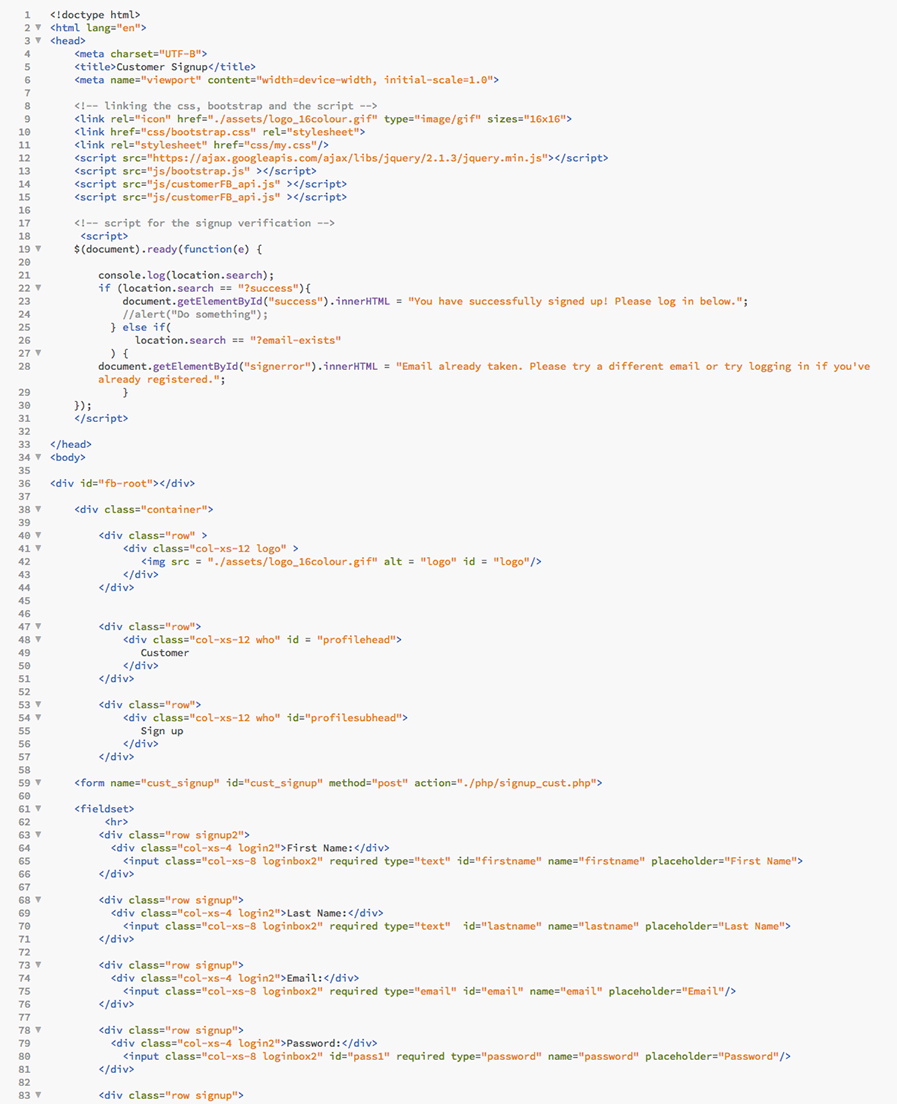 1 <!doctype html>
2 <html lang="en">
3 <head>
4 <meta charset="UTF-B">
5 <title>Customer Signup</title>
6 <meta name="viewport" content="width=device-width, initial-scale=1.0">
7
8 <!-- linking the css, bootstrap and the script -->
9 <link rel="icon" href="./assets/logo_16colour.gif" type="image/gif" sizes="16x16">
10 <link href="css/bootstrap.css" rel="stylesheet">
11 <link rel="stylesheet" href="css/my.css"/>
12 <script src="https://ajax.googleapis.com/ajax/libs/jquery/2.1.3/jquery.min.js"></script>
13 <script src="js/bootstrap.js" ></script>
14 <script src="js/customerFB_api.js" ></script>
15 <script src="js/customerFB_api.js" ></script>
16
17 <!-- script for the signup verification -->
18 <script>
19 $(document).ready(function(e) {
20
21 console.log(location.search);
22 if (location.search == "?success"){
23 document.getElementById("success").innerHTML = "You have successfully signed up! Please log in below.";
24 //alert("Do something");
25 } else if(
26 location.search == "?email-exists"
27 ) {
28 document.getElementById("signerror").innerHTML = "Email already taken. Please try a different email or try logging in if you've
already registered.";
29 }
30 });
31 </script>
32
33 </head>
34 <body>
35
36 <div id="fb-root"></div>
37
38 <div class="container">
39
40 <div class="row" >
41 <div class="col-xs-12 logo" >
42 <img src = "./assets/logo_16colour.gif" alt = "logo" id = "logo"/>
43 </div>
44 </div>
45
46
47 <div class="row">
48 <div class="col-xs-12 who" id = "profilehead">
49 Customer
50 </div>
51 </div>
52
53 <div class="row">
54 <div class="col-xs-12 who" id="profilesubhead">
55 Sign up
56 </div>
57 </div>
58
59 <form name="cust_signup" id="cust_signup" method="post" action="./php/signup_cust.php">
60
61 <fieldset>
62 <hr>
63 <div class="row signup2">
64 <div class="col-xs-4 login2">First Name:</div>
65 <input class="col-xs-8 loginbox2" required type="text" id="firstname" name="firstname" placeholder="First Name">
66 </div>
67
68 <div class="row signup">
69 <div class="col-xs-4 login2">Last Name:</div>
70 <input class="col-xs-8 loginbox2" required type="text"  id="lastname" name="lastname" placeholder="Last Name">
71 </div>
72
73 <div class="row signup">
74 <div class="col-xs-4 login2">Email:</div>
75 <input class="col-xs-8 loginbox2" required type="email" id="email" name="email" placeholder="Email"/>
76 </div>
77
78 <div class="row signup">
79 <div class="col-xs-4 login2">Password:</div>
80 <input class="col-xs-8 loginbox2" id="pass1" required type="password" name="password" placeholder="Password"/>
81 </div>
82
83 <div class="row signup">